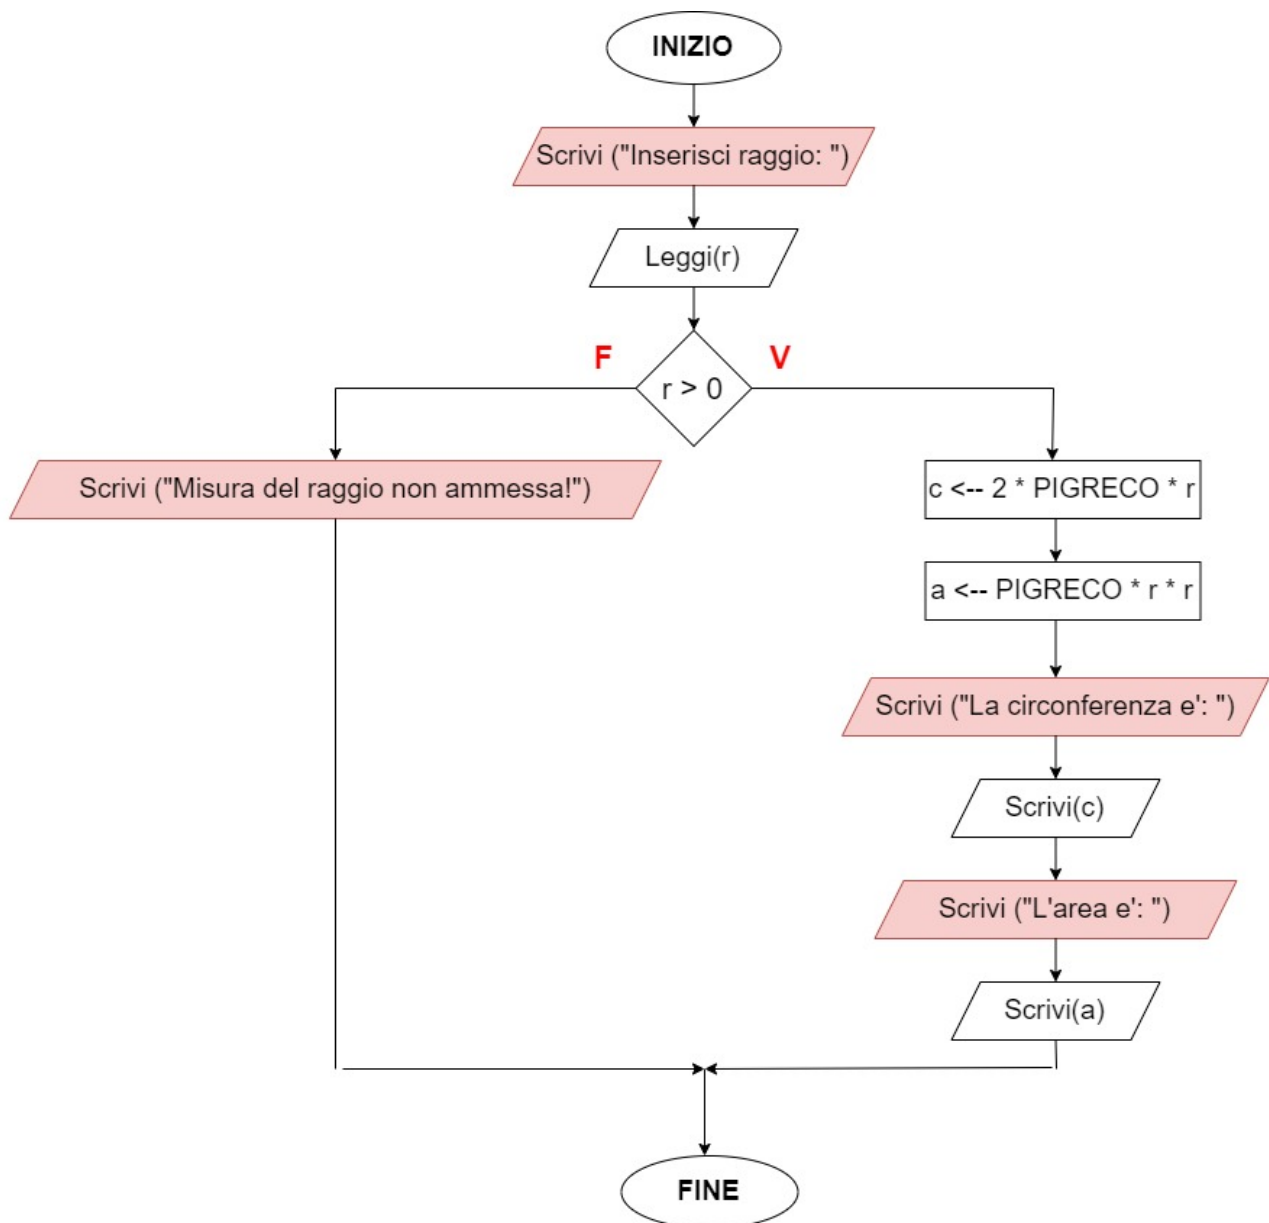 INIZIO
Scrivi ("Inserisci raggio: ")
Leggi(r)
F
V
r > 0
Scrivi ("Misura del raggio non ammessa!")
c <-- 2 * PIGRECO * r
a <-- PIGRECO * r * r
Scrivi ("La circonferenza e': ")
Scrivi(c)
Scrivi ("L'area e': ")
Scrivi(a)
FINE